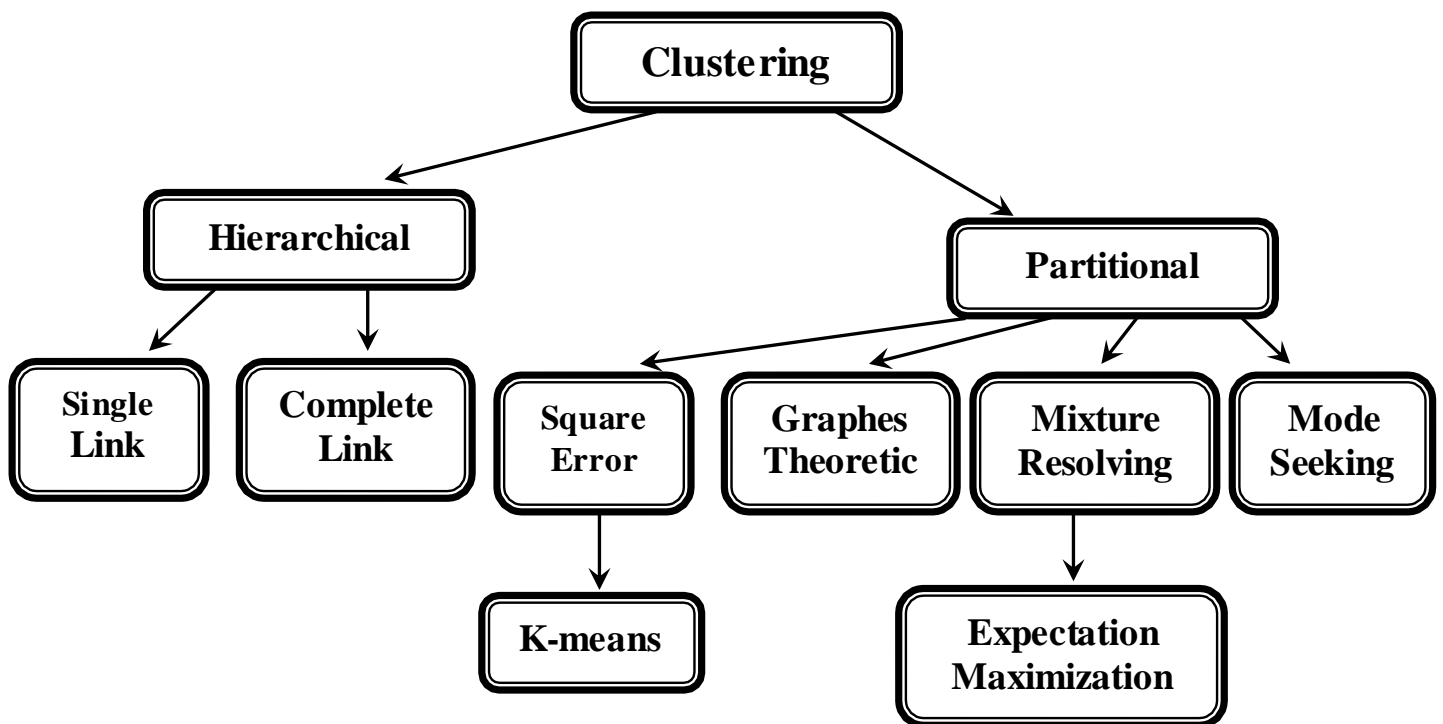 Clustering
Hierarchical
Partitional
Single
Link
Complete
Link
Square
Error
Graphes
Theoretic
Mixture
Resolving
Mode
Seeking
K-means
Expectation
Maximization